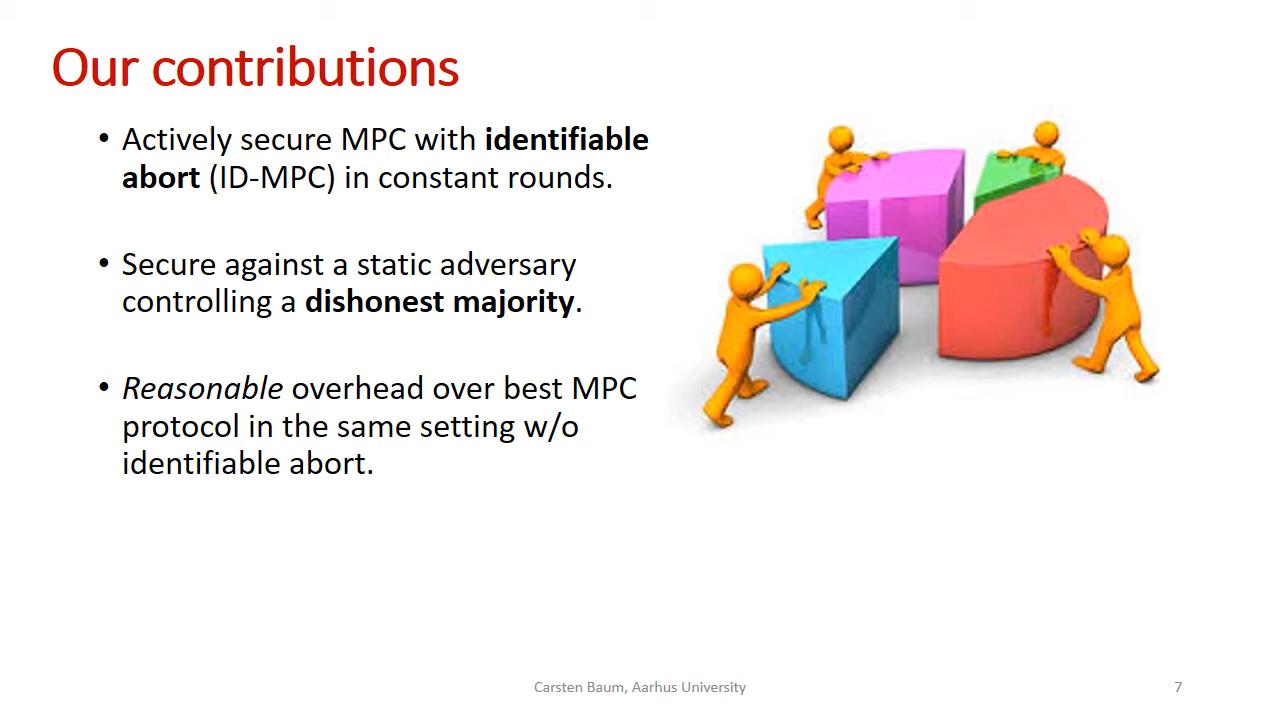 Our contributions
• Actively secure MPC with identifiable
abort (ID-MPC) in constant rounds.
• Secure against a static adversary
controlling a dishonest majority.
• Reasonable overhead over best MPC
protocol in the same setting w/o
identifiable abort.
Carsten Baum, Aarhus University
7